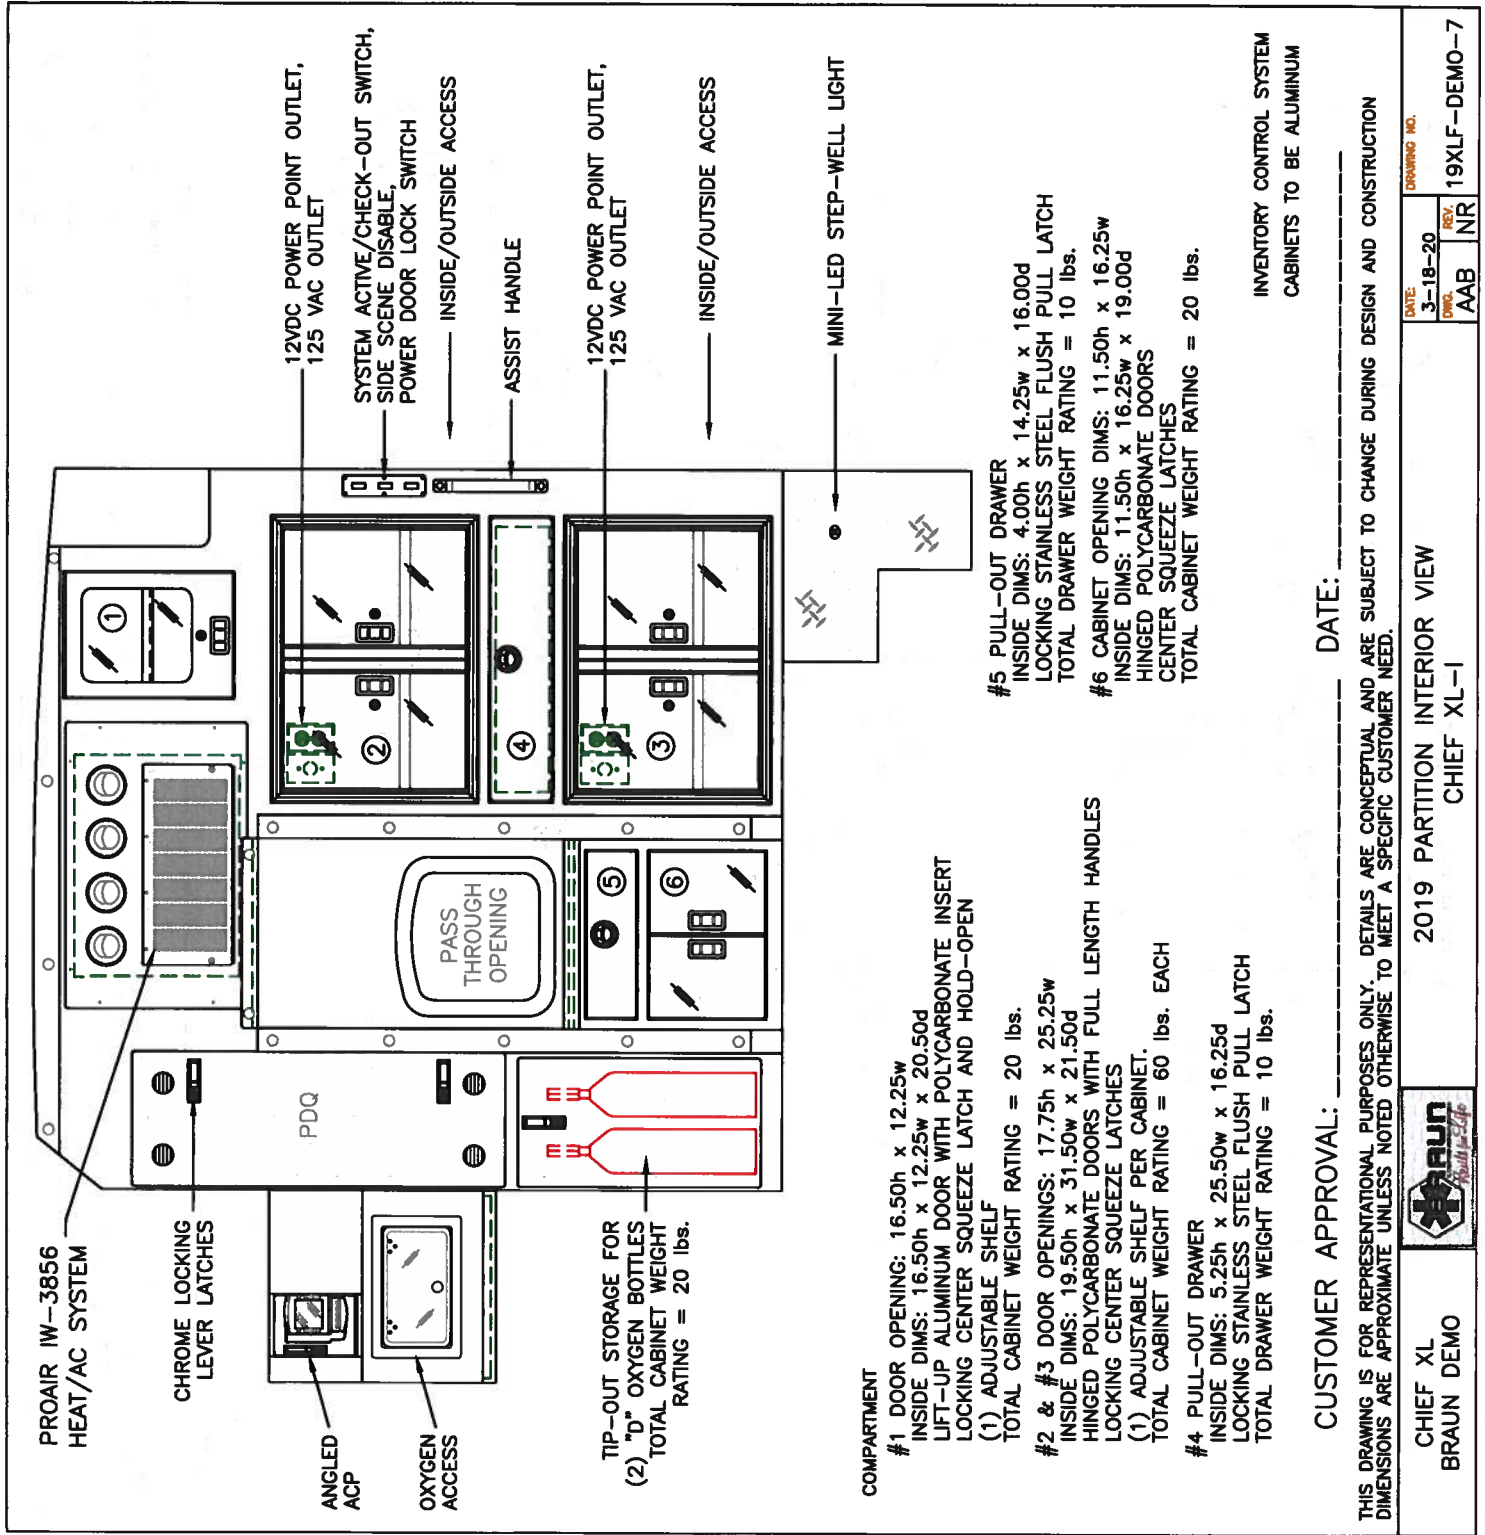 PROAIR IW-3856
HEAT/AC SYSTEM
CHROME LOCKING
LEVER LATCHES
ANGLED
ACP
OXYGEN
ACCESS
TIP-OUT STORAGE FOR
(2) "D" OXYGEN BOTTLES
TOTAL CABINET WEIGHT
RATING = 20 lbs.
PDQ
PASS
THROUGH
OPENING
1
2
4
3
5
6
12VDC POWER POINT OUTLET,
125 VAC OUTLET
SYSTEM ACTIVE/CHECK-OUT SWITCH,
SIDE SCENE DISABLE,
POWER DOOR LOCK SWITCH
INSIDE/OUTSIDE ACCESS
ASSIST HANDLE
12VDC POWER POINT OUTLET,
125 VAC OUTLET
INSIDE/OUTSIDE ACCESS
MINI-LED STEP-WELL LIGHT
COMPARTMENT
#1 DOOR OPENING: 16.50h x 12.25w
INSIDE DIMS: 16.50h x 12.25w x 20.50d
LIFT-UP ALUMINUM DOOR WITH POLYCARBONATE INSERT
LOCKING CENTER SQUEEZE LATCH AND HOLD-OPEN
(1) ADJUSTABLE SHELF
TOTAL CABINET WEIGHT RATING = 20 lbs.
#2 & #3 DOOR OPENINGS: 17.75h x 25.25w
INSIDE DIMS: 19.50h x 31.50w x 21.50d
HINGED POLYCARBONATE DOORS WITH FULL LENGTH HANDLES
LOCKING CENTER SQUEEZE LATCHES
(1) ADJUSTABLE SHELF PER CABINET.
TOTAL CABINET WEIGHT RATING = 60 lbs. EACH
#4 PULL-OUT DRAWER
INSIDE DIMS: 5.25h x 25.50w x 16.25d
LOCKING STAINLESS STEEL FLUSH PULL LATCH
TOTAL DRAWER WEIGHT RATING = 10 lbs.
#5 PULL-OUT DRAWER
INSIDE DIMS: 4.00h x 14.25w x 16.00d
LOCKING STAINLESS STEEL FLUSH PULL LATCH
TOTAL DRAWER WEIGHT RATING = 10 lbs.
#6 CABINET OPENING DIMS: 11.50h x 16.25w
INSIDE DIMS: 11.50h x 16.25w x 19.00d
HINGED POLYCARBONATE DOORS
CENTER SQUEEZE LATCHES
TOTAL CABINET WEIGHT RATING = 20 lbs.
INVENTORY CONTROL SYSTEM
CABINETS TO BE ALUMINUM
CUSTOMER APPROVAL: DATE:
THIS DRAWING IS FOR REPRESENTATIONAL PURPOSES ONLY. DETAILS ARE CONCEPTUAL AND ARE SUBJECT TO CHANGE DURING DESIGN AND CONSTRUCTION
DIMENSIONS ARE APPROXIMATE UNLESS NOTED OTHERWISE TO MEET A SPECIFIC CUSTOMER NEED.
CHIEF XL
BRAUN DEMO
BRAUN
2019 PARTITION INTERIOR VIEW
CHIEF XL-I
DATE:
3-18-20
DWG.
AAB
REV.
NR
DRAWING NO.
19XLF-DEMO-7